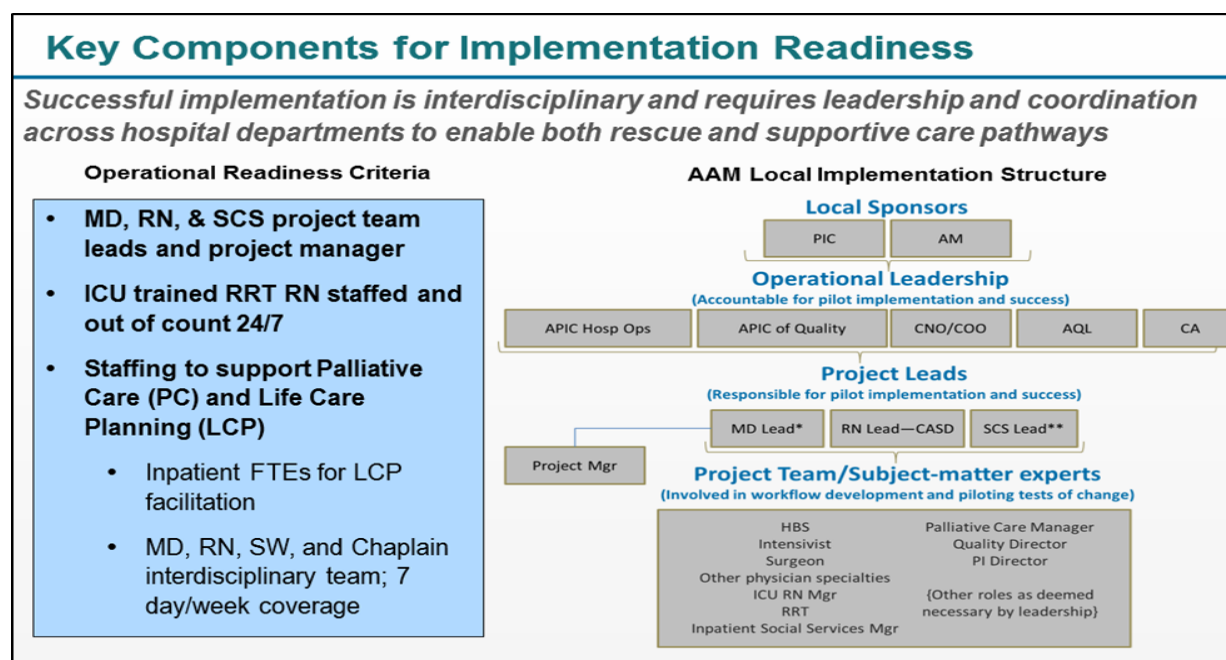 Key Components for Implementation Readiness
Successful implementation is interdisciplinary and requires leadership and coordination
across hospital departments to enable both rescue and supportive care pathways
Operational Readiness Criteria
• MD, RN, & SCS project team
leads and project manager
• ICU trained RRT RN staffed and
out of count 24/7
• Staffing to support Palliative
Care (PC) and Life Care
Planning (LCP)
• Inpatient FTEs for LCP
facilitation
• MD, RN, SW, and Chaplain
interdisciplinary team; 7
day/week coverage
AAM Local Implementation Structure
Local Sponsors
PIC
AM
Operational Leadership
(Accountable for pilot implementation and success)
APIC Hosp Ops
APIC of Quality
CNO/COO
AQL
CA
Project Leads
(Responsible for pilot implementation and success)
MD Lead*
RN Lead—CASD
SCS Lead**
Project Mgr
Project Team/Subject-matter experts
(Involved in workflow development and piloting tests of change)
HBS
Intensivist
Surgeon
Other physician specialties
ICU RN Mgr
RRT
Inpatient Social Services Mgr
Palliative Care Manager
Quality Director
PI Director
{Other roles as deemed
necessary by leadership}